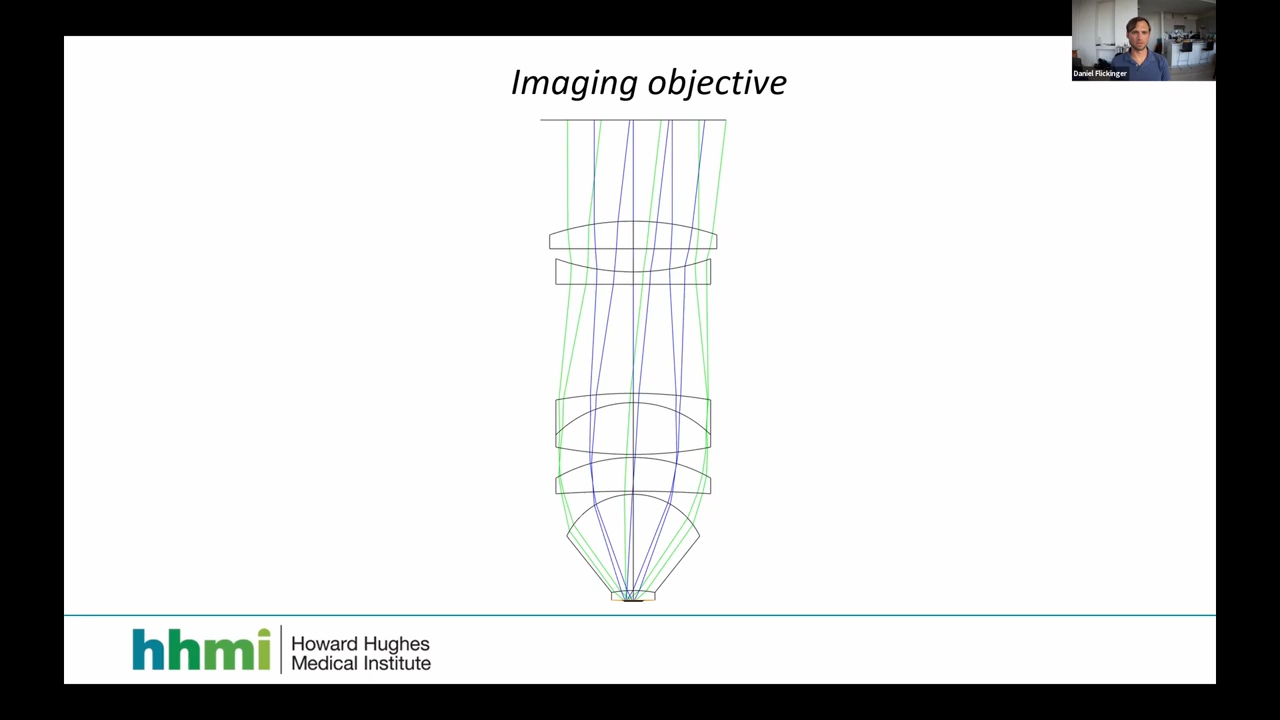 Daniel Flickinger
Imaging objective
hhmi
Howard Hughes
Medical Institute